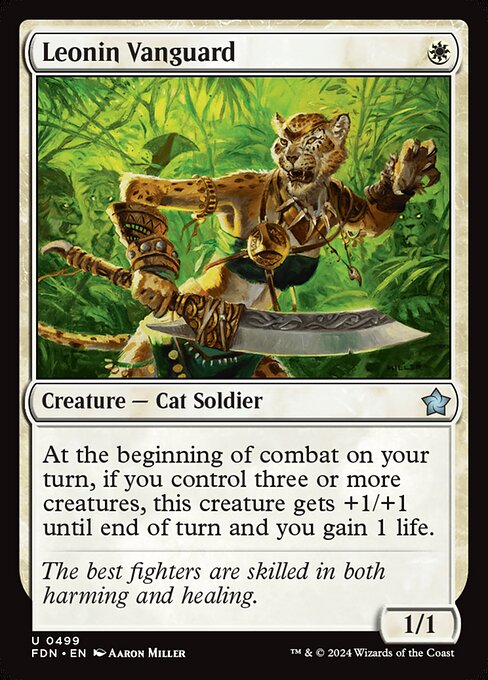 Leonin Vanguard
MILLER
Creature — Cat Soldier
At the beginning of combat on your
turn, if you control three or more
creatures, this creature gets +1/+1
until end of turn and you gain 1 life.
The best fighters are skilled in both
harming and healing.
1/1
U 0499
FDN • EN Aaron Miller
™ & © 2024 Wizards of the Coast